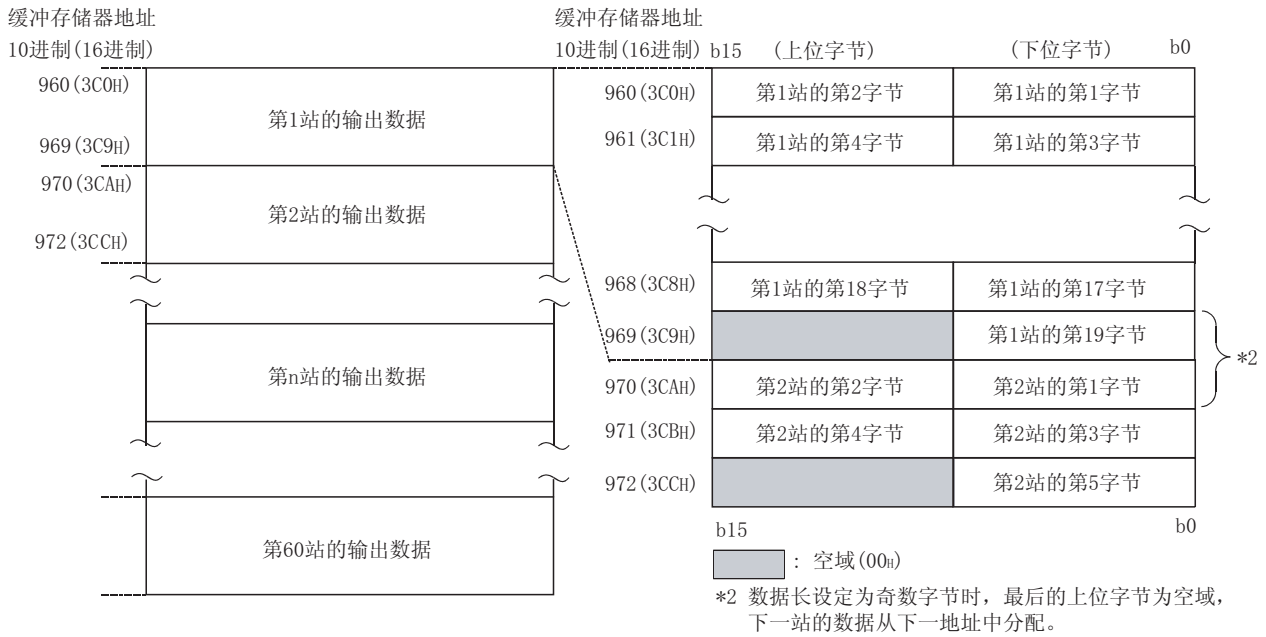 缓冲存储器地址
10进制(16进制)
960(3C0H)
第1站的输出数据
969(3C9H)
970(3CAH)
第2站的输出数据
972(3CCH)
第n站的输出数据
第60站的输出数据
缓冲存储器地址
10进制(16进制) b15 (上位字节) (下位字节) b0
960(3C0H) 第1站的第2字节 第1站的第1字节
961(3C1H) 第1站的第4字节 第1站的第3字节
968(3C8H) 第1站的第18字节 第1站的第17字节
969(3C9H) 第1站的第19字节
*2
970(3CAH) 第2站的第2字节 第2站的第1字节
971(3CBH) 第2站的第4字节 第2站的第3字节
972(3CCH) 第2站的第5字节
b15 b0
: 空域(00H)
*2 数据长设定为奇数字节时，最后的上位字节为空域，
下一站的数据从下一地址中分配。